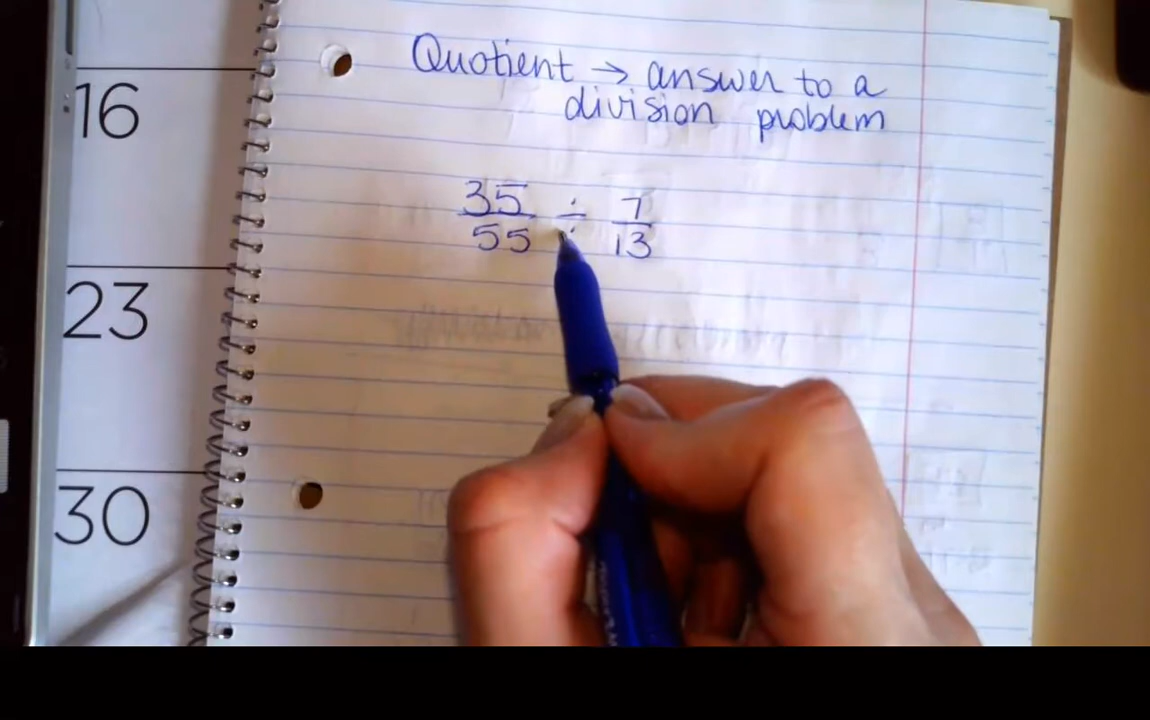 Quotient → answer to a
division problem
35/55 ÷ 7/13
16
23
30